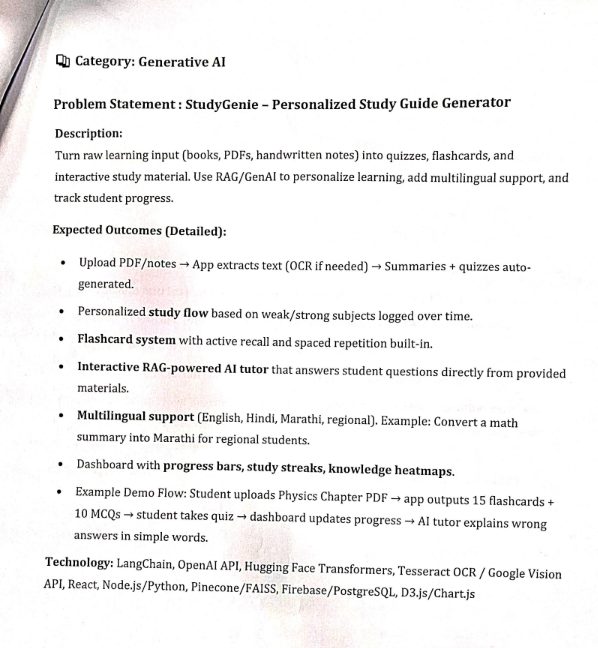 Category: Generative AI
Problem Statement : StudyGenie – Personalized Study Guide Generator
Description:
Turn raw learning input (books, PDFs, handwritten notes) into quizzes, flashcards, and
interactive study material. Use RAG/GenAI to personalize learning, add multilingual support, and
track student progress.
Expected Outcomes (Detailed):
• Upload PDF/notes → App extracts text (OCR if needed) → Summaries + quizzes auto-
generated.
• Personalized study flow based on weak/strong subjects logged over time.
• Flashcard system with active recall and spaced repetition built-in.
• Interactive RAG-powered AI tutor that answers student questions directly from provided
materials.
• Multilingual support (English, Hindi, Marathi, regional). Example: Convert a math
summary into Marathi for regional students.
• Dashboard with progress bars, study streaks, knowledge heatmaps.
• Example Demo Flow: Student uploads Physics Chapter PDF → app outputs 15 flashcards +
10 MCQs → student takes quiz → dashboard updates progress → AI tutor explains wrong
answers in simple words.
Technology: LangChain, OpenAI API, Hugging Face Transformers, Tesseract OCR / Google Vision
API, React, Node.js/Python, Pinecone/FAISS, Firebase/PostgreSQL, D3.js/Chart.js